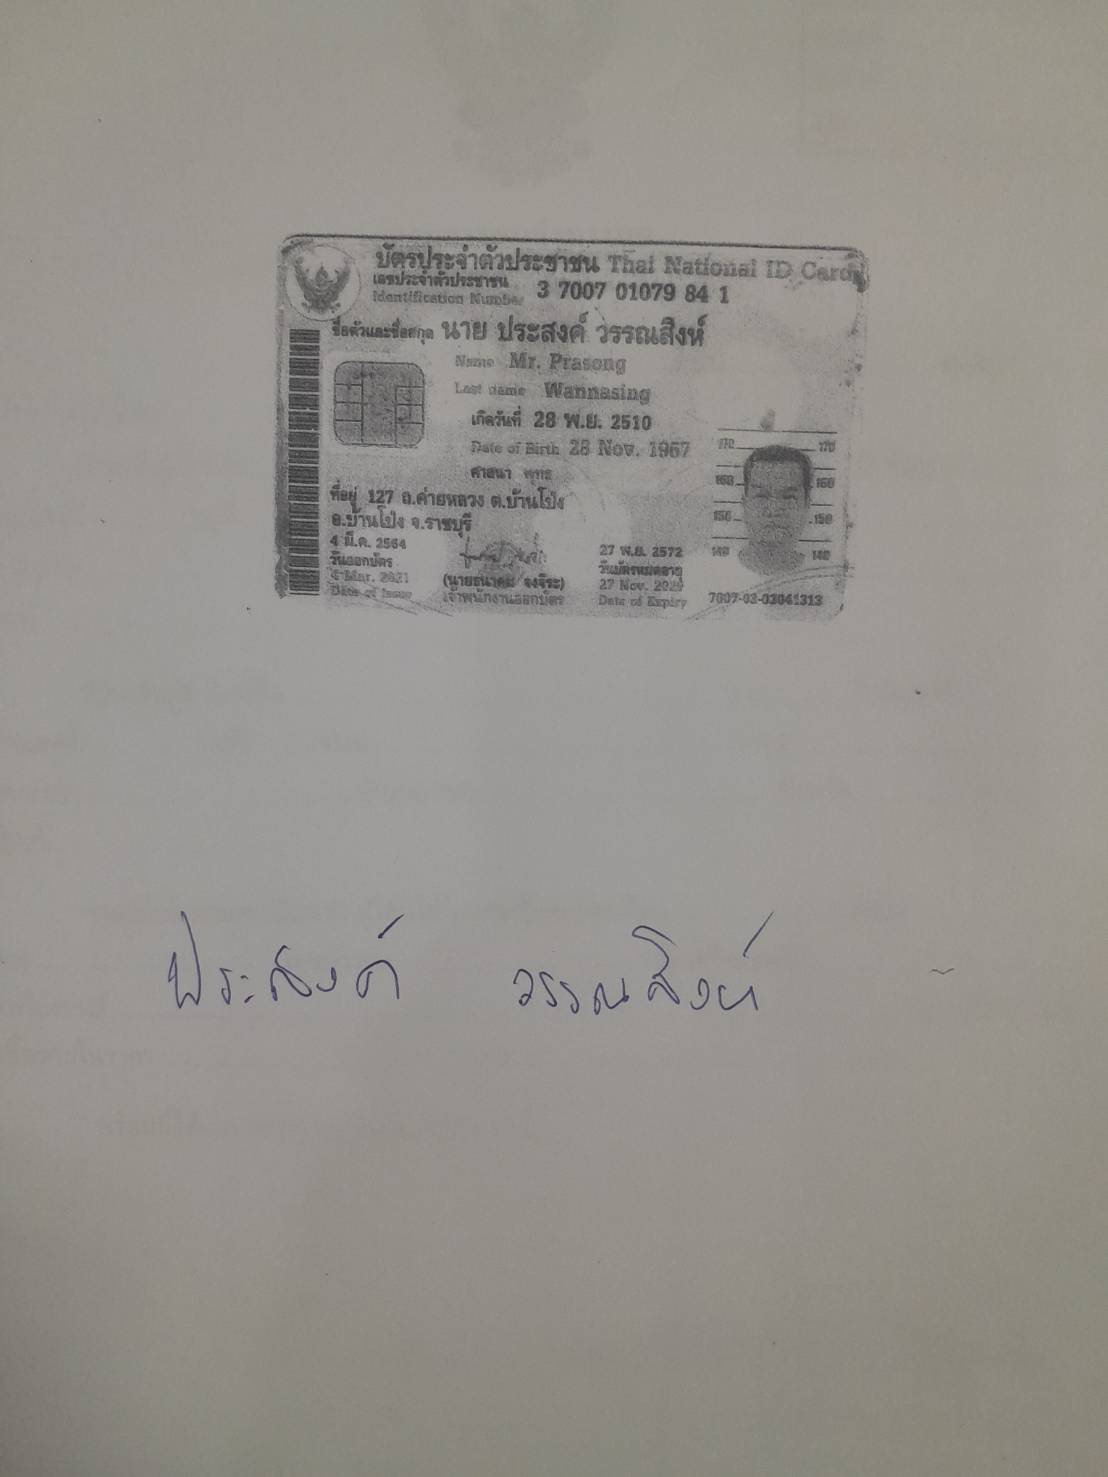 บัตรประจำตัวประชาชน Thai National ID Card
เลขประจำตัวประชาชน
Identification Number 3 7007 01079 84 1
ชื่อตัวและชื่อสกุล นาย ประสงค์ วรรณสิงห์
Name Mr. Prasong
Last name Wannasing
เกิดวันที่ 28 พ.ย. 2510
Date of Birth 28 Nov. 1967
ศาสนา พุทธ
ที่อยู่ 127 ถ.ค่ายหลวง ต.บ้านโป่ง
อ.บ้านโป่ง จ.ราชบุรี
170 170
160 160
150 150
140 140
4 มี.ค. 2564
วันออกบัตร
4 Mar. 2021
Date of Issue
เจ้าพนักงานออกบัตร
27 พ.ย. 2572
วันบัตรหมดอายุ
27 Nov. 2029
Date of Expiry
7007-03-03041313
ประสงค์ วรรณสิงห์